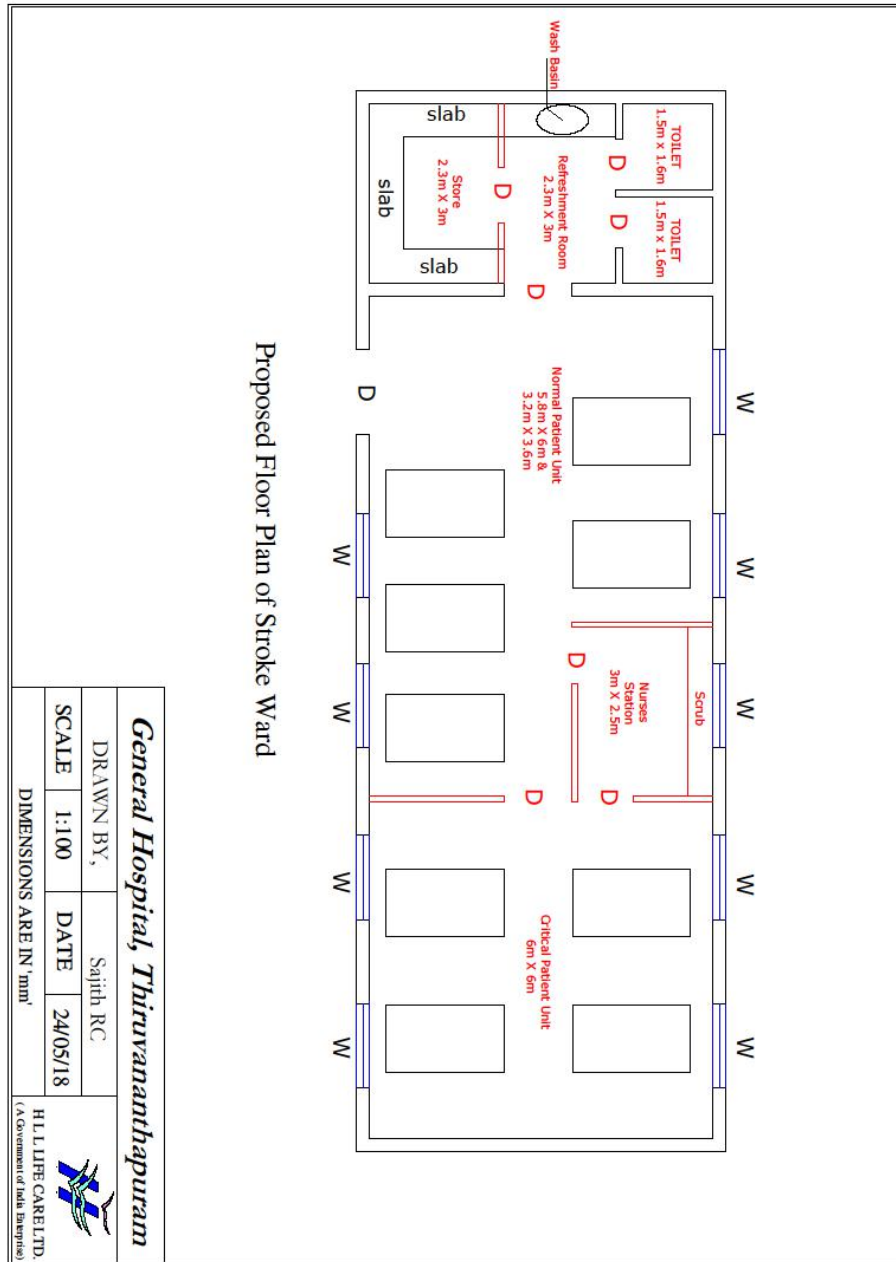 W W W W W
TOILET
1.5m x 1.6m
TOILET
1.5m x 1.6m
Scrub
D D
Nurses
Station
3m X 2.5m
D
D
Wash Basin
Refreshment Room
2.3m X 3m
D
Normal Patient Unit
5.8m X 6m &
3.2m X 3.6m
D
Critical Patient Unit
6m X 6m
D
slab
Store
2.3m X 3m
slab
slab
D
W W W W
Proposed Floor Plan of Stroke Ward
General Hospital, Thiruvananthapuram
DRAWN BY, Sajith RC
SCALE 1:100 DATE 24/05/18
DIMENSIONS ARE IN 'mm'
H L L LIFE CARE LTD.
( A Government of India Enterprise)